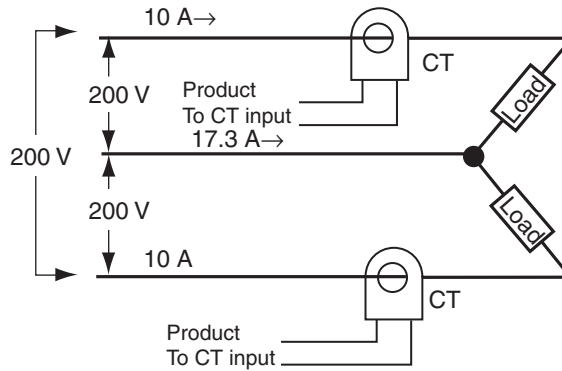 10 A→
CT
Load
200 V
Product
To CT input
17.3 A→
200 V
200 V
Load
10 A
CT
Product
To CT input